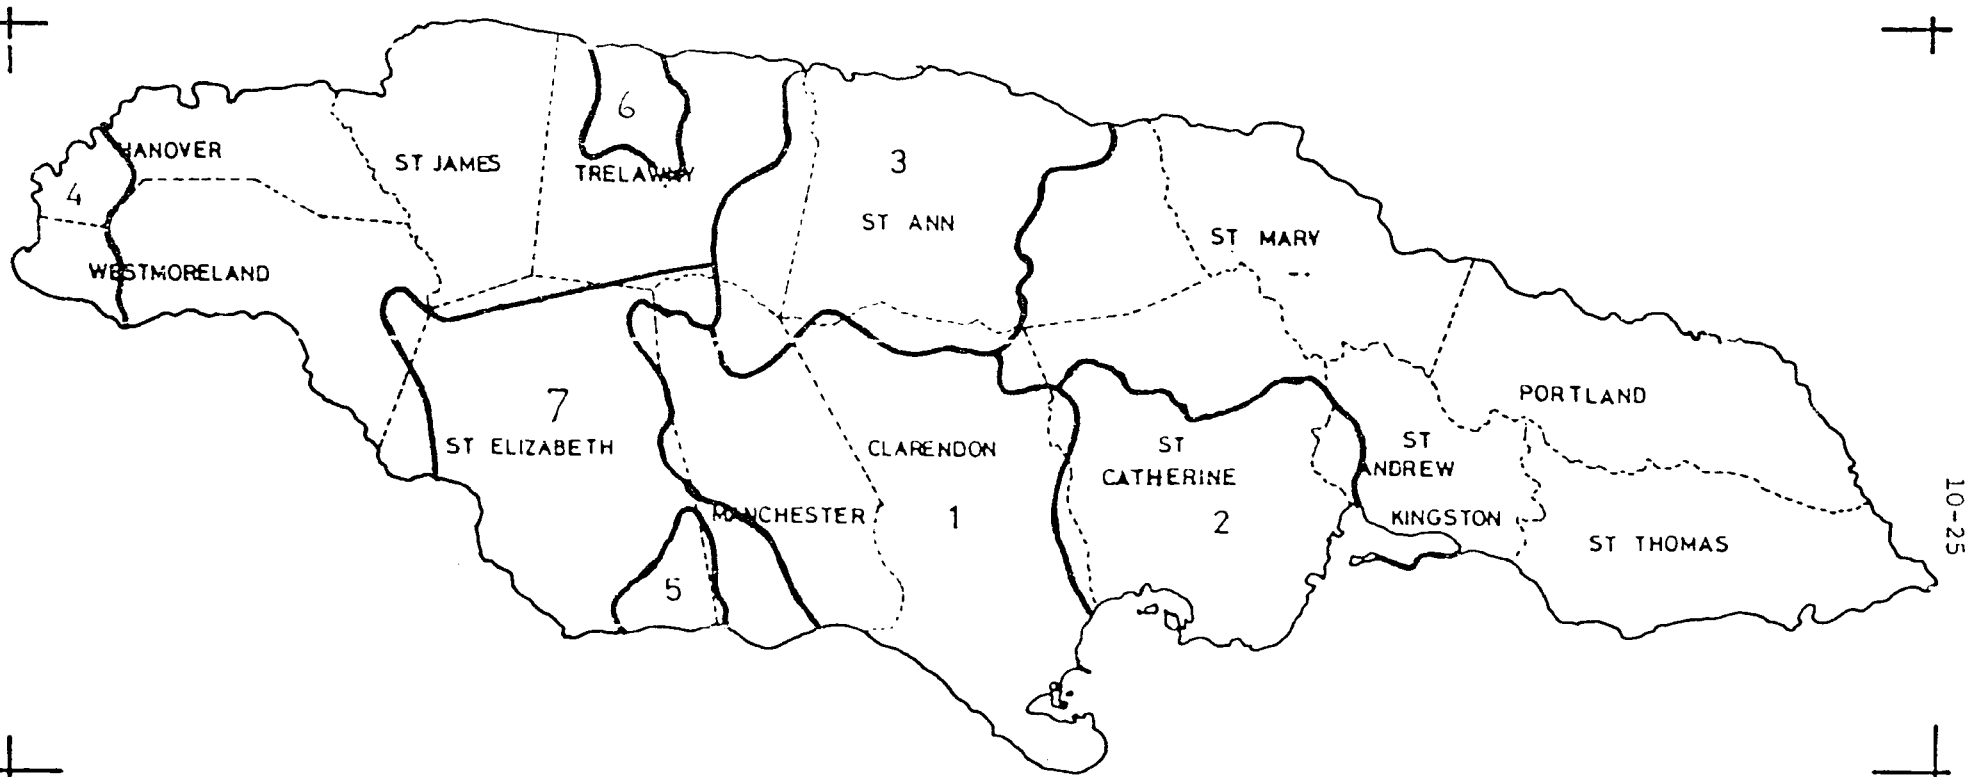 6
HANOVER
ST JAMES
TRELAWNY
3
4
ST ANN
ST MARY
WESTMORELAND
PORTLAND
7
ST ELIZABETH
CLARENDON
ST
CATHERINE
ST
ANDREW
MANCHESTER
1
2
KINGSTON
ST THOMAS
5
10-25